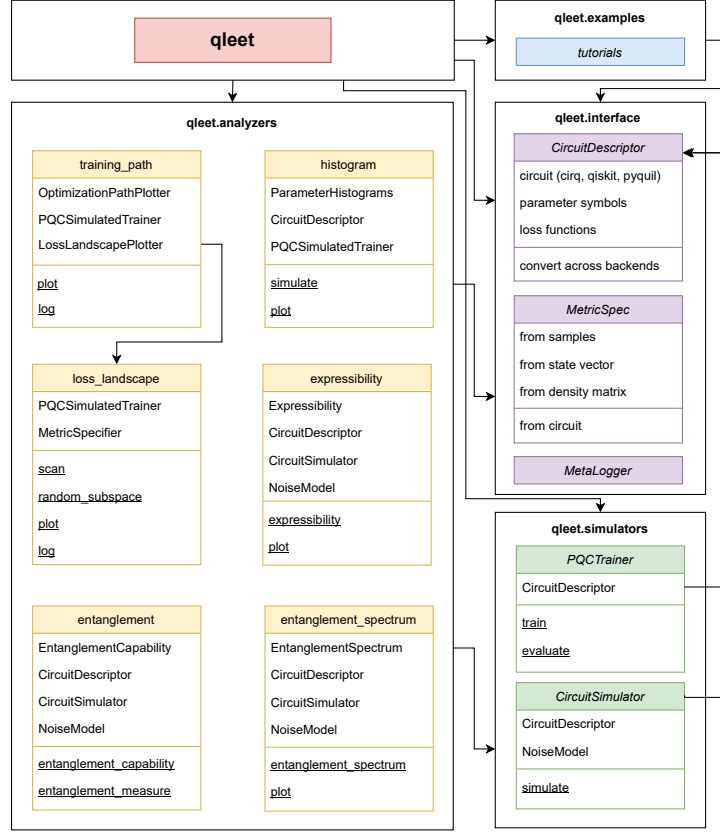 qleet
qleet.examples
tutorials
qleet.analyzers
training_path
OptimizationPathPlotter
PQCSimulatedTrainer
LossLandscapePlotter
plot
log
histogram
ParameterHistograms
CircuitDescriptor
PQCSimulatedTrainer
simulate
plot
loss_landscape
PQCSimulatedTrainer
MetricSpecifier
scan
random_subspace
plot
log
expressibility
Expressibility
CircuitDescriptor
CircuitSimulator
NoiseModel
expressibility
plot
entanglement
EntanglementCapability
CircuitDescriptor
CircuitSimulator
NoiseModel
entanglement_capability
entanglement_measure
entanglement_spectrum
EntanglementSpectrum
CircuitDescriptor
CircuitSimulator
NoiseModel
entanglement_spectrum
plot
qleet.interface
CircuitDescriptor
circuit (cirq, qiskit, pyquil)
parameter symbols
loss functions
convert across backends
MetricSpec
from samples
from state vector
from density matrix
from circuit
MetaLogger
qleet.simulators
PQCTrainer
CircuitDescriptor
train
evaluate
CircuitSimulator
CircuitDescriptor
NoiseModel
simulate